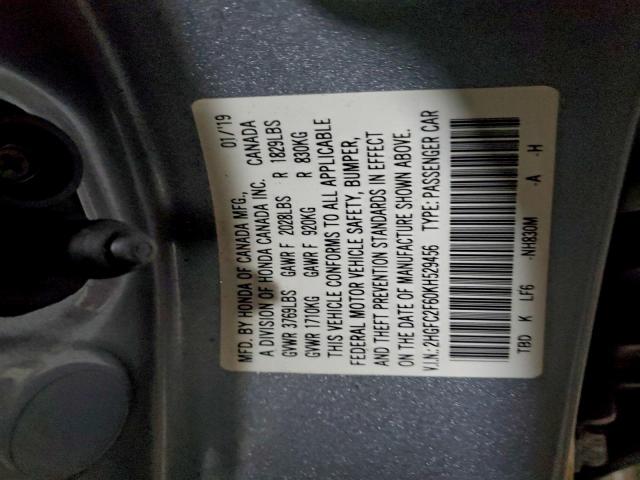 MFD. BY HONDA OF CANADA MFG., 01/'19
A DIVISION OF HONDA CANADA INC. CANADA
GVWR 3769LBS GAWR F 2028LBS R 1829LBS
GVWR 1710KG GAWR F 920KG R 830KG
THIS VEHICLE CONFORMS TO ALL APPLICABLE
FEDERAL MOTOR VEHICLE SAFETY, BUMPER,
AND THEFT PREVENTION STANDARDS IN EFFECT
ON THE DATE OF MANUFACTURE SHOWN ABOVE.
V.I.N: 2HGFC2F60KH529456 TYPE: PASSENGER CAR
TBD K LF6 -NH830M -A -H